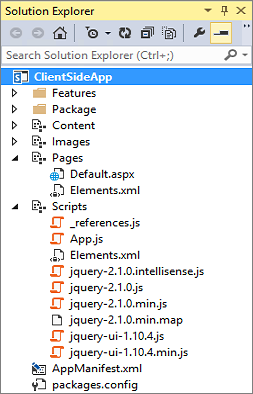 Solution Explorer
Search Solution Explorer (Ctrl+;)
ClientSideApp
Features
Package
Content
Images
Pages
Default.aspx
Elements.xml
Scripts
_references.js
App.js
Elements.xml
jquery-2.1.0.intellisense.js
jquery-2.1.0.js
jquery-2.1.0.min.js
jquery-2.1.0.min.map
jquery-ui-1.10.4.js
jquery-ui-1.10.4.min.js
AppManifest.xml
packages.config